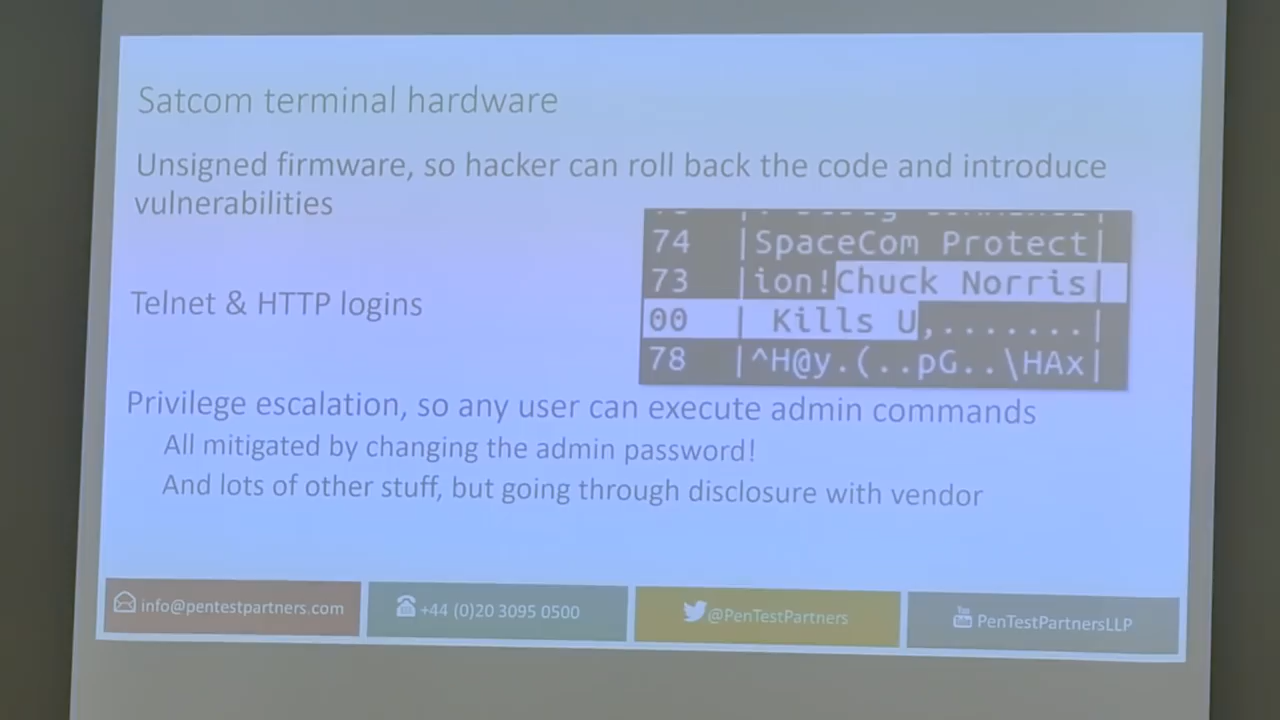 Satcom terminal hardware
Unsigned firmware, so hacker can roll back the code and introduce
vulnerabilities
74 |SpaceCom Protect|
73 |ion!Chuck Norris|
00 | Kills U,.......|
78 |^H@y.(..pG..\HAx|
Telnet & HTTP logins
Privilege escalation, so any user can execute admin commands
All mitigated by changing the admin password!
And lots of other stuff, but going through disclosure with vendor
info@pentestpartners.com
+44 (0)20 3095 0500
@PenTestPartners
PenTestPartnersLLP